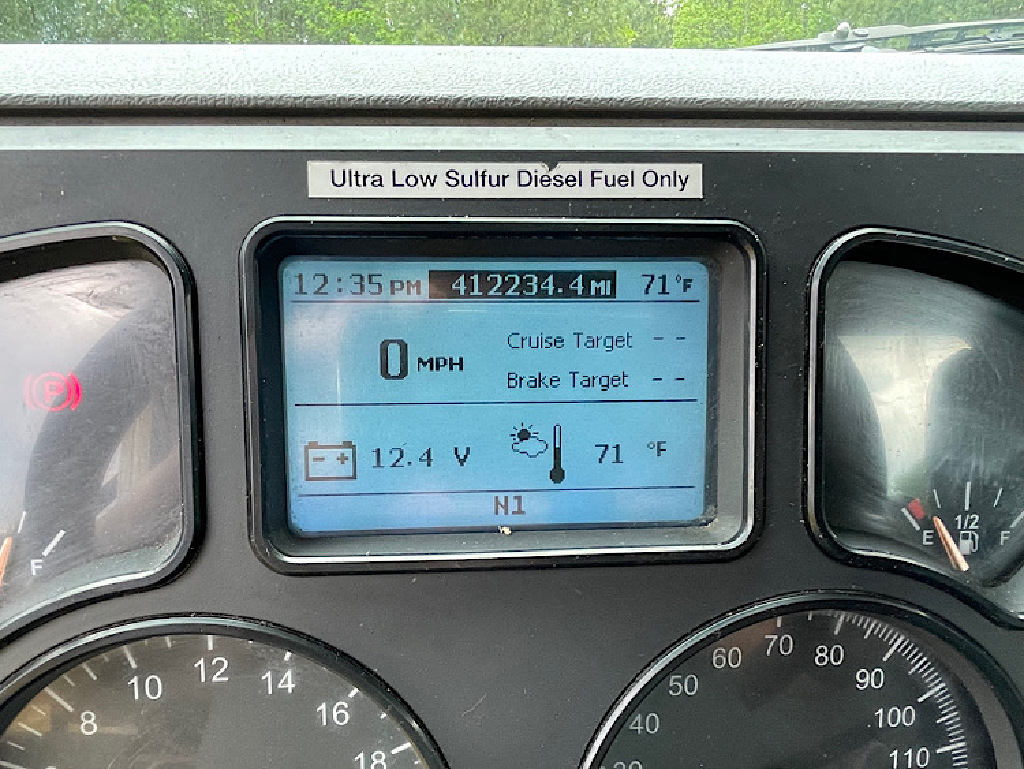 Ultra Low Sulfur Diesel Fuel Only
12:35 PM 412234.4 MI 71°F
0 MPH
Cruise Target - -
Brake Target - -
12.4 V 71 °F
N1
P
F
E 1/2 F
8 10 12 14 16 18
40 50 60 70 80 90 100 110